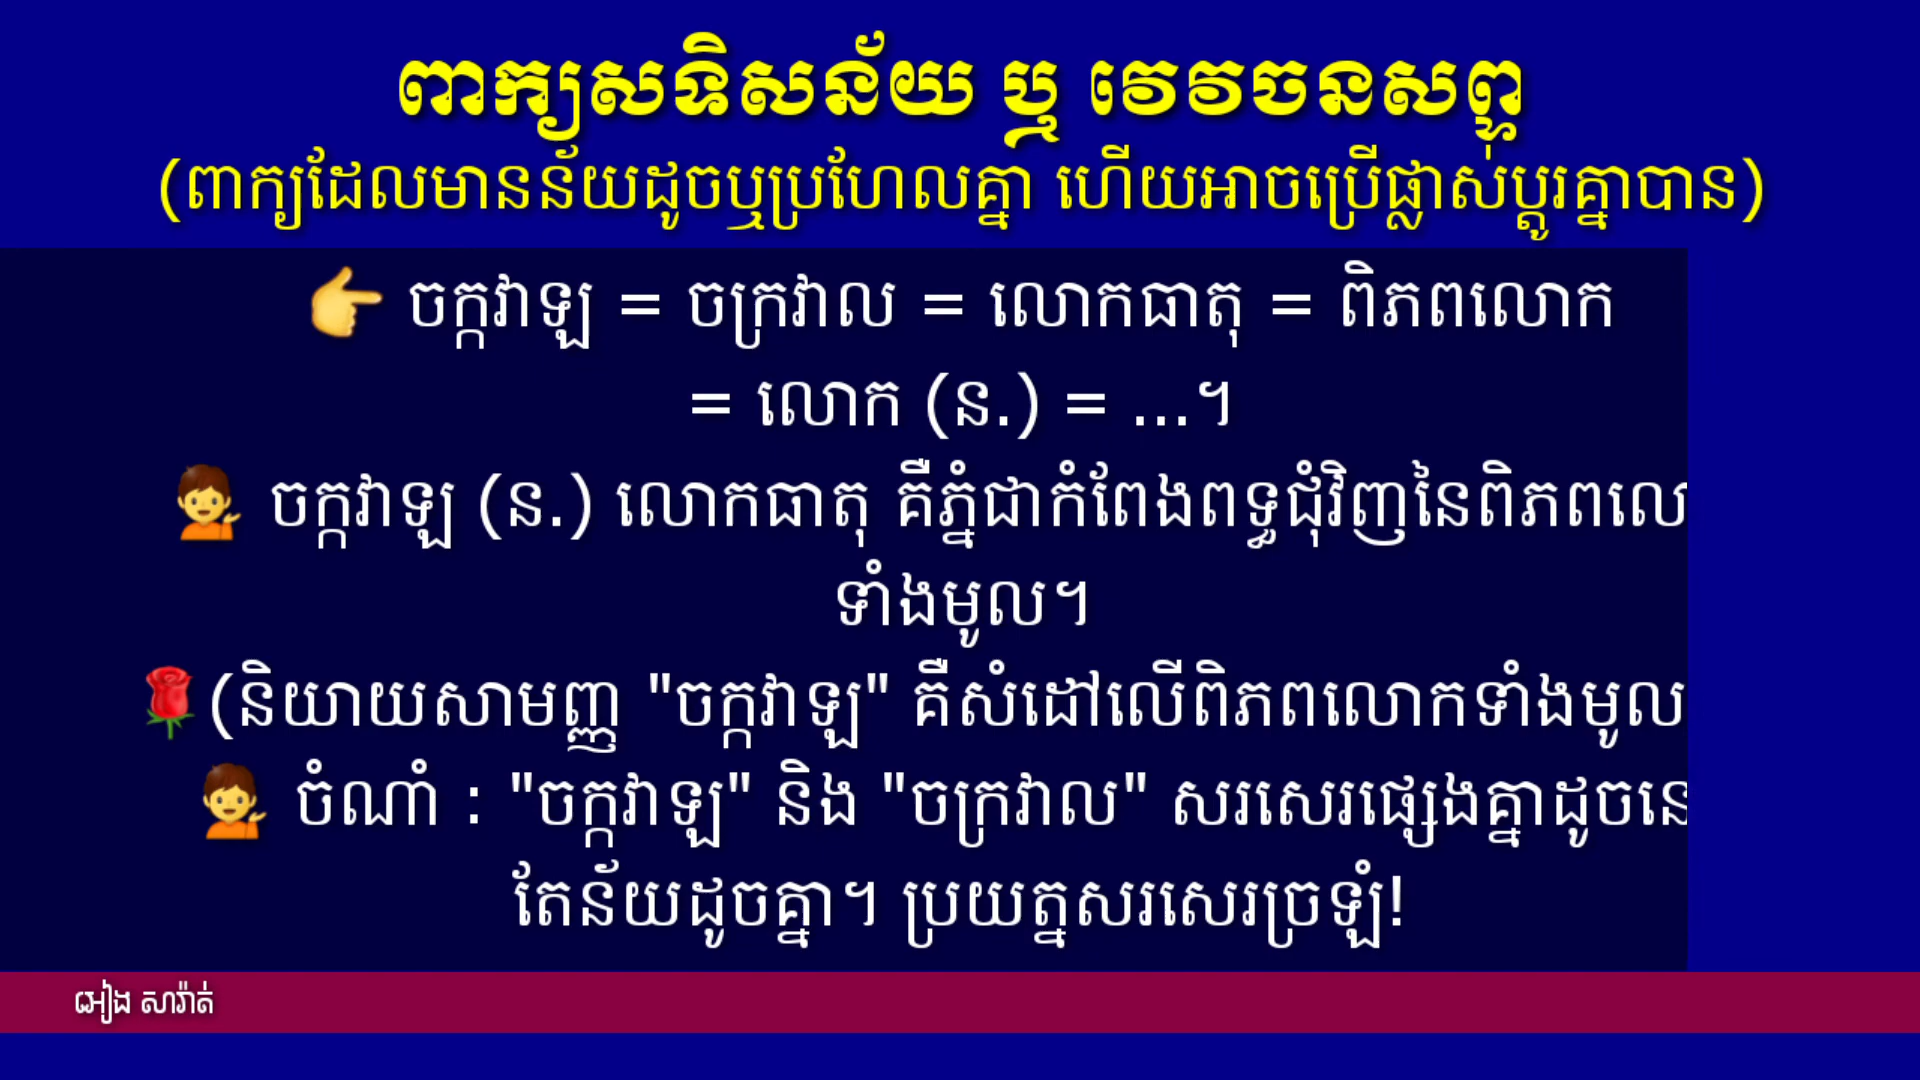 ពាក្យសទិសន័យ ឬ វេវចនសព្ទ
(ពាក្យដែលមានន័យដូចឬប្រហែលគ្នា ហើយអាចប្រើផ្លាស់ប្តូរគ្នាបាន)
👉 ចក្កវាឡ = ចក្រវាល = លោកធាតុ = ពិភពលោក
= លោក (ន.) = ...។
💁 ចក្កវាឡ (ន.) លោកធាតុ គឺភ្នំជាកំពែងពទ្ធជុំវិញនៃពិភពលេ
ទាំងមូល។
🌹(និយាយសាមញ្ញ "ចក្កវាឡ" គឺសំដៅលើពិភពលោកទាំងមូល
💁 ចំណាំ : "ចក្កវាឡ" និង "ចក្រវាល" សរសេរផ្សេងគ្នាដូចនេ
តែន័យដូចគ្នា។ ប្រយត្នសរសេរច្រឡំ!
អៀង សារ៉ាត់